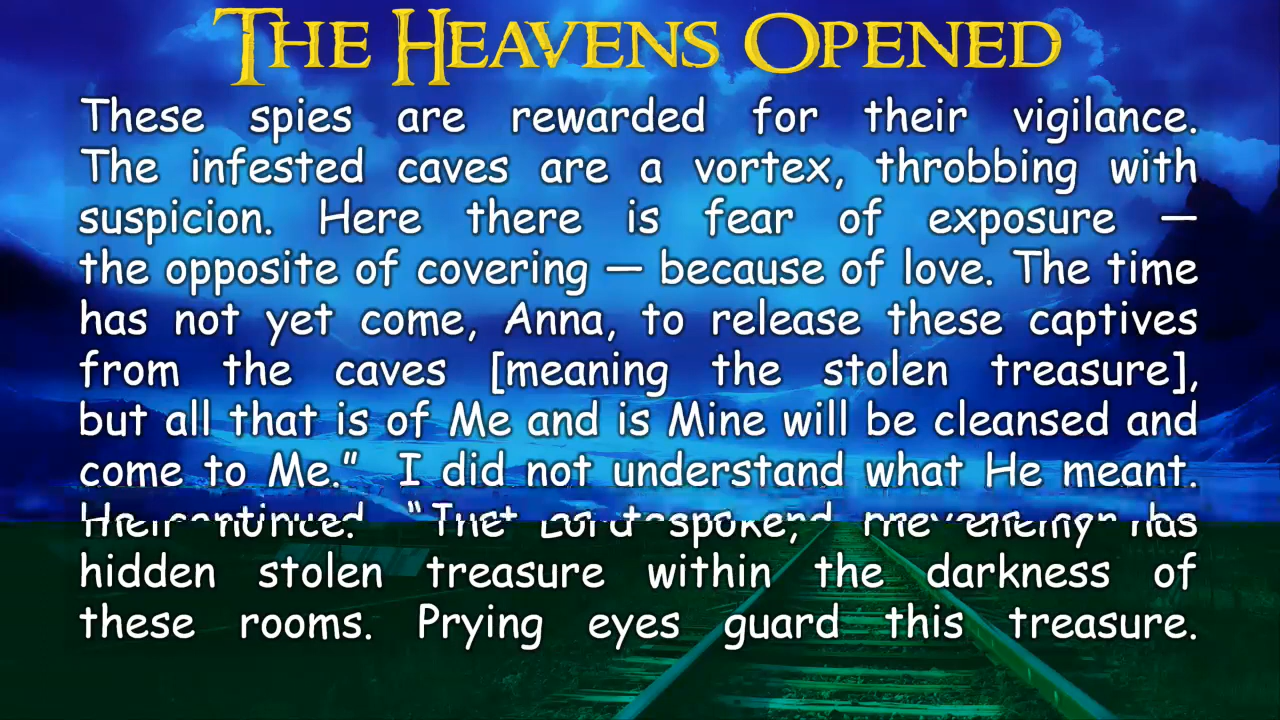 THE HEAVENS OPENED
These spies are rewarded for their vigilance.
The infested caves are a vortex, throbbing with
suspicion. Here there is fear of exposure —
the opposite of covering — because of love. The time
has not yet come, Anna, to release these captives
from the caves [meaning the stolen treasure],
but all that is of Me and is Mine will be cleansed and
come to Me.”  I did not understand what He meant.
has
hidden stolen treasure within the darkness of
these rooms. Prying eyes guard this treasure.